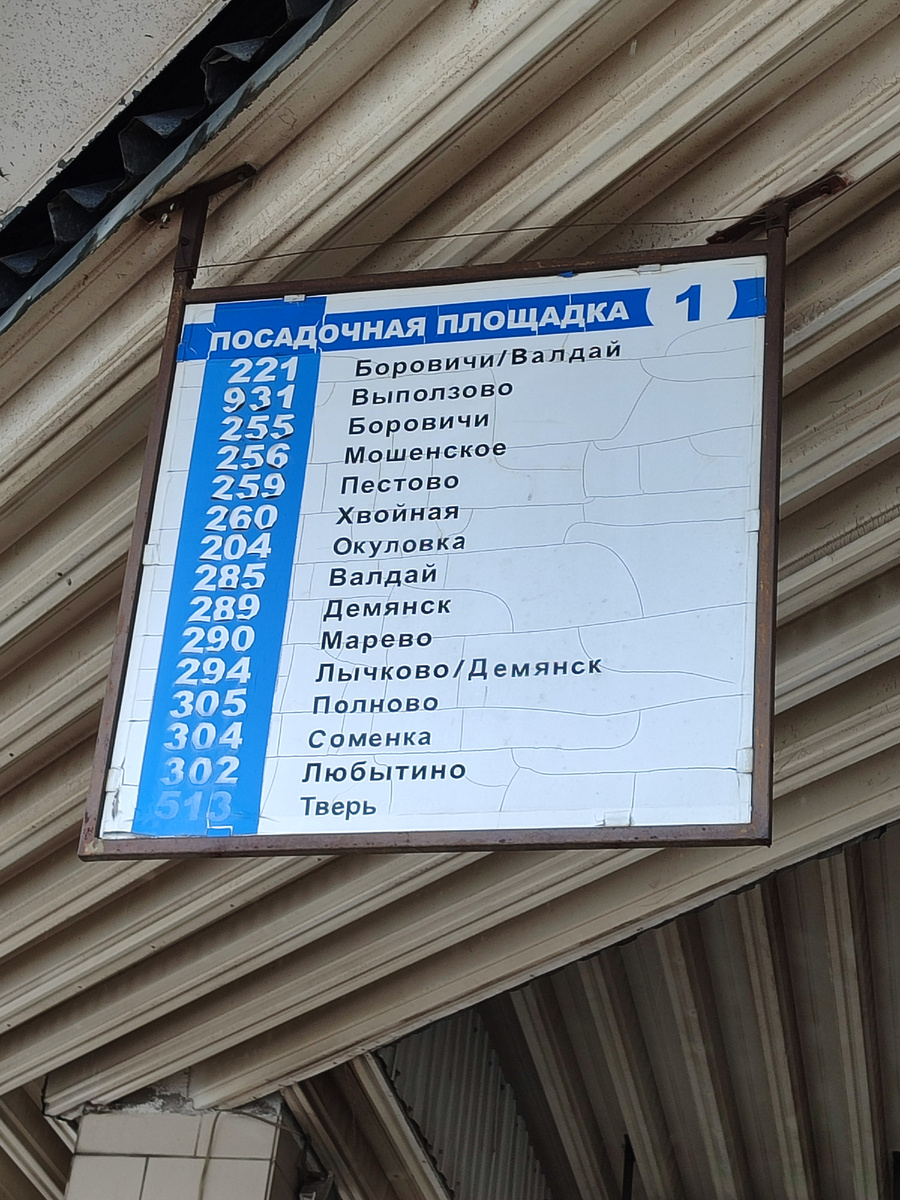 ПОСАДОЧНАЯ ПЛОЩАДКА 1
221 Боровичи/Валдай
931 Выползово
255 Боровичи
256 Мошенское
259 Пестово
260 Хвойная
204 Окуловка
285 Валдай
289 Демянск
290 Марево
294 Лычково/Демянск
305 Полново
304 Соменка
302 Любытино
513 Тверь